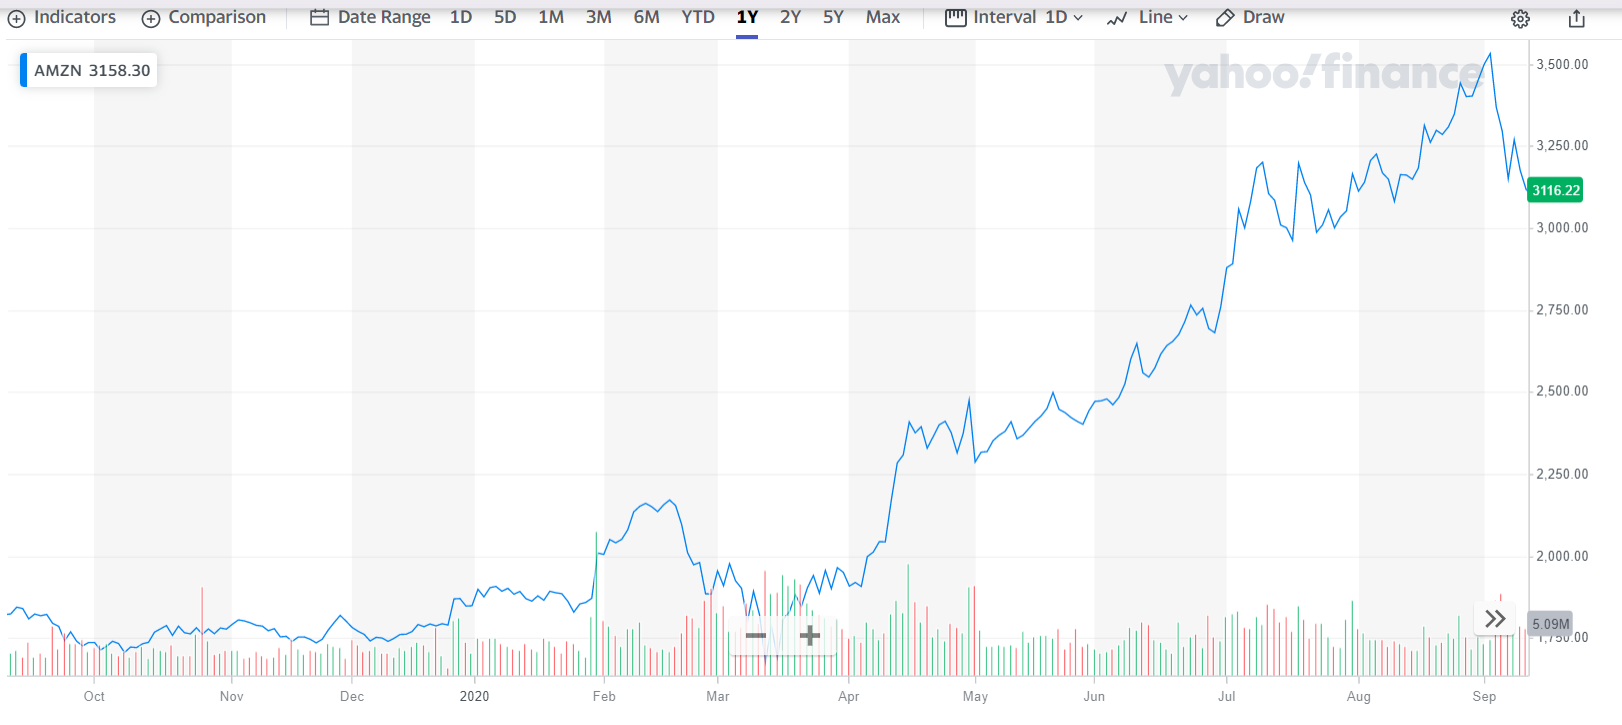 Indicators Comparison Date Range 1D 5D 1M 3M 6M YTD 1Y 2Y 5Y Max Interval 1D Line Draw
AMZN 3158.30
yahoo!finance
3,500.00
3,250.00
3116.22
3,000.00
2,750.00
2,500.00
2,250.00
2,000.00
5.09M
1,750.00
Oct Nov Dec 2020 Feb Mar Apr May Jun Jul Aug Sep